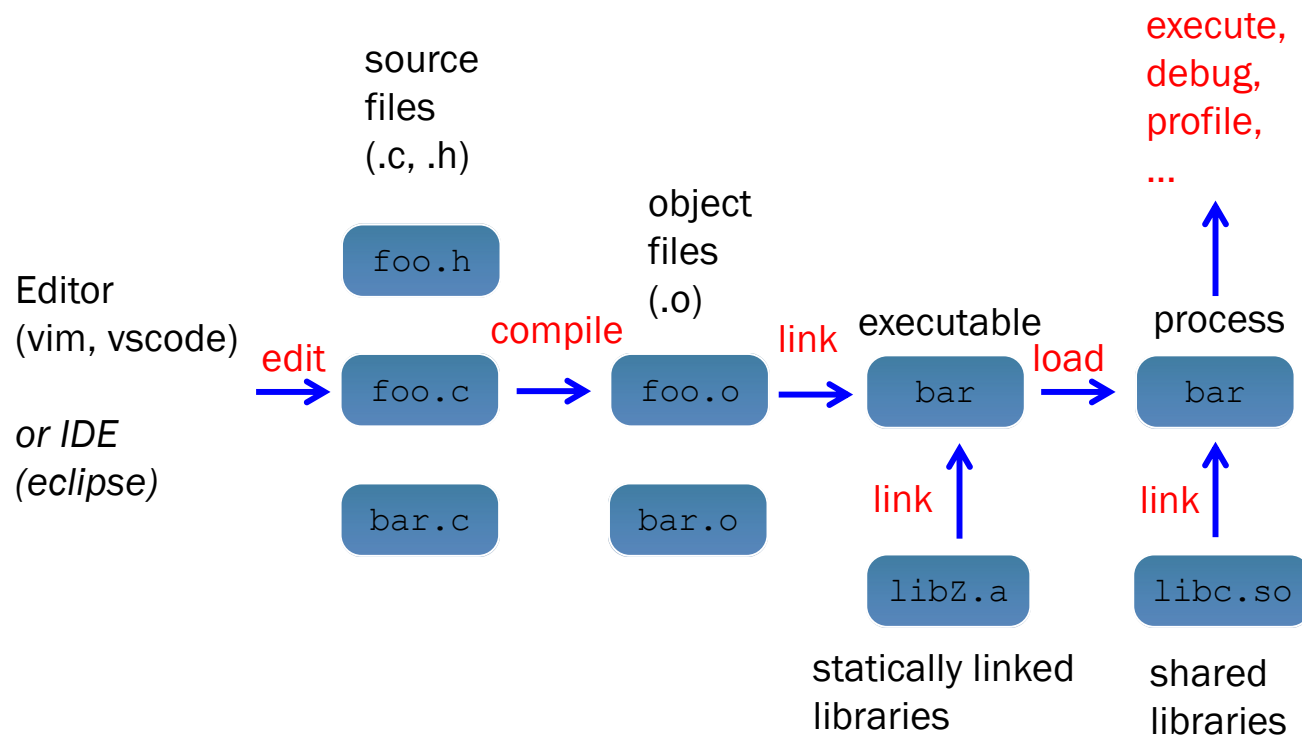 Editor
(vim, vscode)
or IDE
(eclipse)
edit
source
files
(.c, .h)
foo.h
foo.c
bar.c
compile
object
files
(.o)
foo.o
bar.o
link
executable
bar
link
libZ.a
statically linked
libraries
load
execute,
debug,
profile,
...
process
bar
link
libc.so
shared
libraries